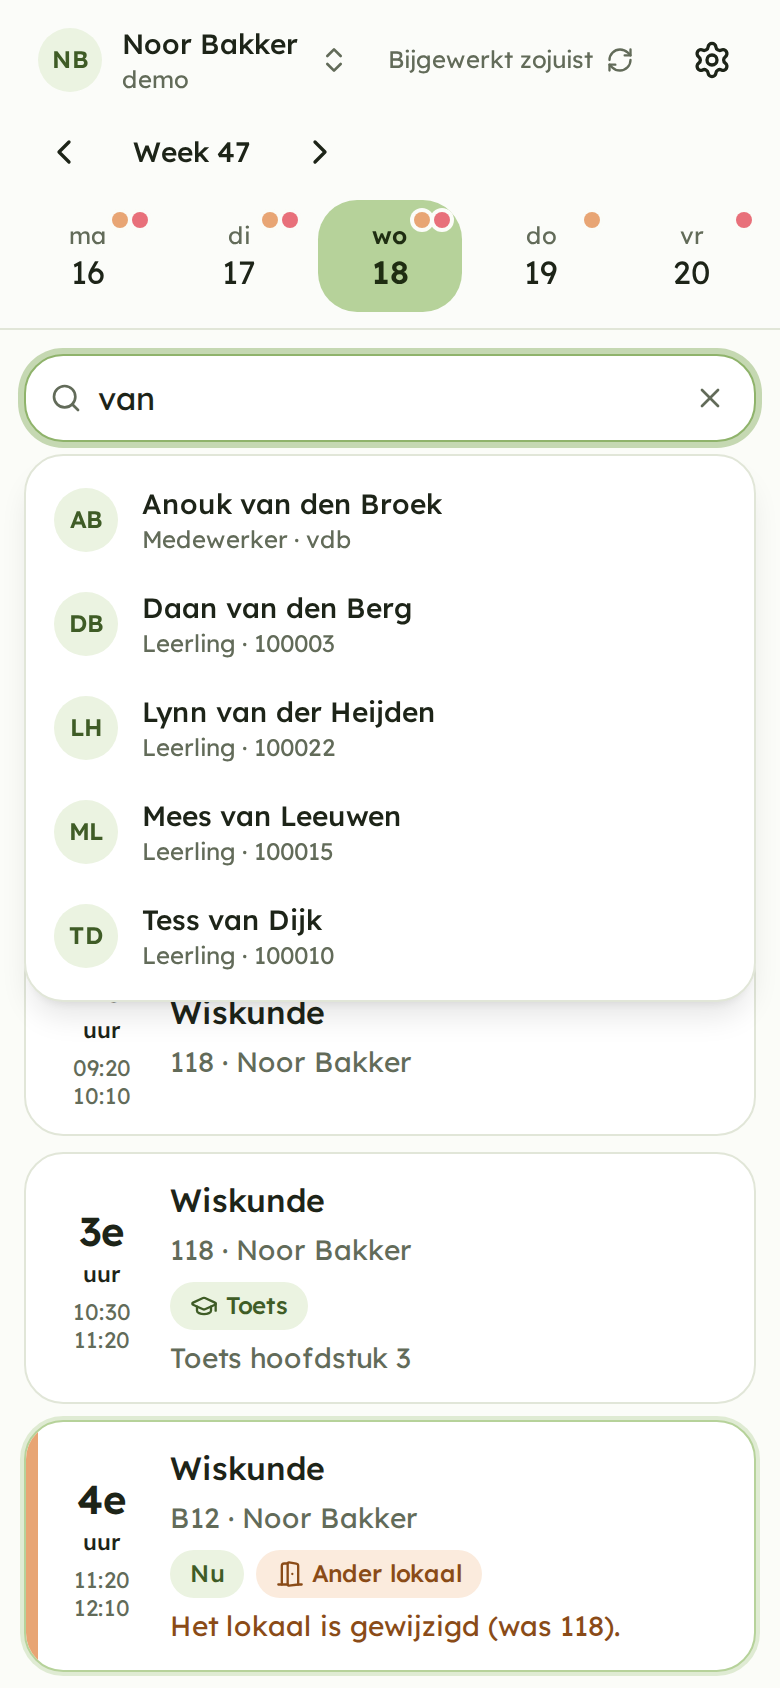 NB
Noor Bakker
demo
Bijgewerkt zojuist
Week 47
ma
16
di
17
wo
18
do
19
vr
20
van
AB
Anouk van den Broek
Medewerker · vdb
DB
Daan van den Berg
Leerling · 100003
LH
Lynn van der Heijden
Leerling · 100022
ML
Mees van Leeuwen
Leerling · 100015
TD
Tess van Dijk
Leerling · 100010
uur
09:20
10:10
Wiskunde
118 · Noor Bakker
3e
uur
10:30
11:20
Wiskunde
118 · Noor Bakker
Toets
Toets hoofdstuk 3
4e
uur
11:20
12:10
Wiskunde
B12 · Noor Bakker
Nu
Ander lokaal
Het lokaal is gewijzigd (was 118).